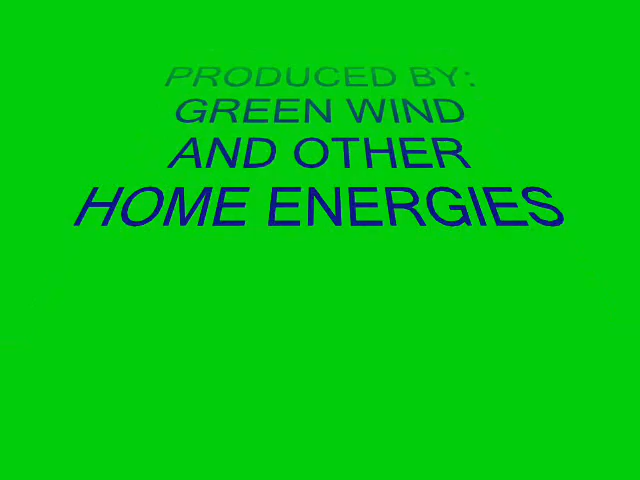 PRODUCED BY:
GREEN WIND
AND OTHER
HOME ENERGIES